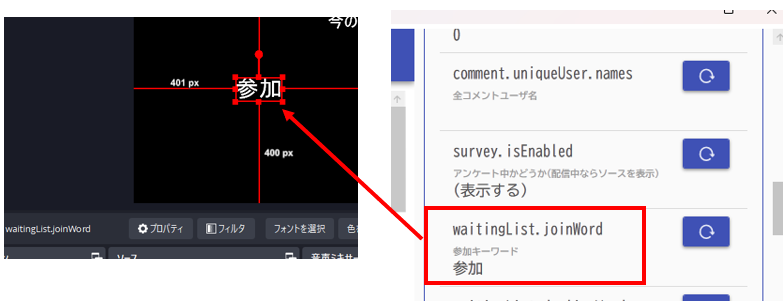 今の
参加
401 px
400 px
waitingList.joinWord
プロパティ
フィルタ
フォントを選択
色
ソース
音声ミキサー
0
comment.uniqueUser.names
全コメントユーザ名
survey.isEnabled
アンケート中かどうか(配信中ならソースを表示)
(表示する)
waitingList.joinWord
参加キーワード
参加